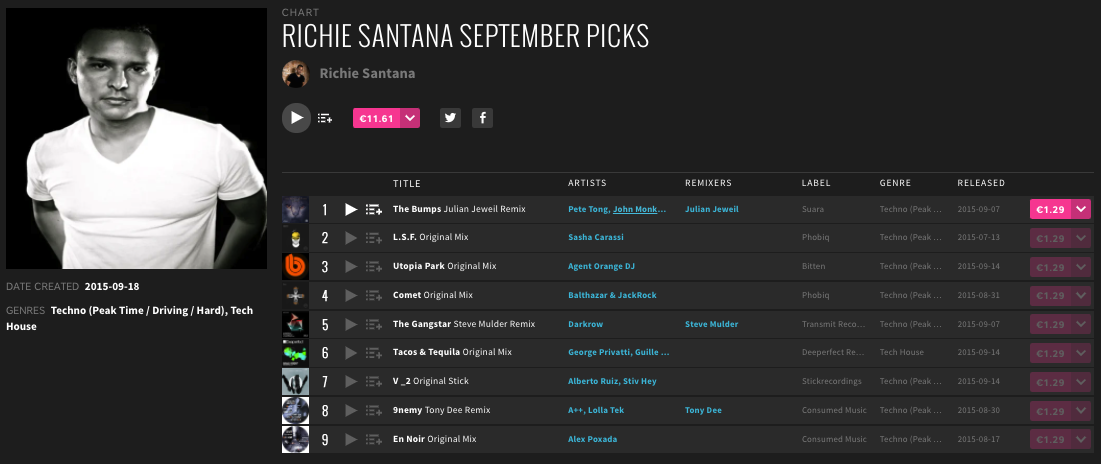 CHART
RICHIE SANTANA SEPTEMBER PICKS
Richie Santana
€11.61
DATE CREATED 2015-09-18
GENRES Techno (Peak Time / Driving / Hard), Tech
House
TITLE ARTISTS REMIXERS LABEL GENRE RELEASED
1 The Bumps Julian Jeweil Remix Pete Tong, John Monk... Julian Jeweil Suara Techno (Peak ... 2015-09-07 €1.29
2 L.S.F. Original Mix Sasha Carassi Phobiq Techno (Peak ... 2015-07-13 €1.29
3 Utopia Park Original Mix Agent Orange DJ Bitten Techno (Peak ... 2015-09-14 €1.29
4 Comet Original Mix Balthazar & JackRock Phobiq Techno (Peak ... 2015-08-31 €1.29
5 The Gangstar Steve Mulder Remix Darkrow Steve Mulder Transmit Reco... Techno (Peak ... 2015-09-07 €1.29
6 Tacos & Tequila Original Mix George Privatti, Guille ... Deeperfect Re... Tech House 2015-09-14 €1.29
7 V _2 Original Stick Alberto Ruiz, Stiv Hey Stickrecordings Techno (Peak ... 2015-09-14 €1.29
8 9nemy Tony Dee Remix A++, Lolla Tek Tony Dee Consumed Music Techno (Peak ... 2015-08-30 €1.29
9 En Noir Original Mix Alex Poxada Consumed Music Techno (Peak ... 2015-08-17 €1.29